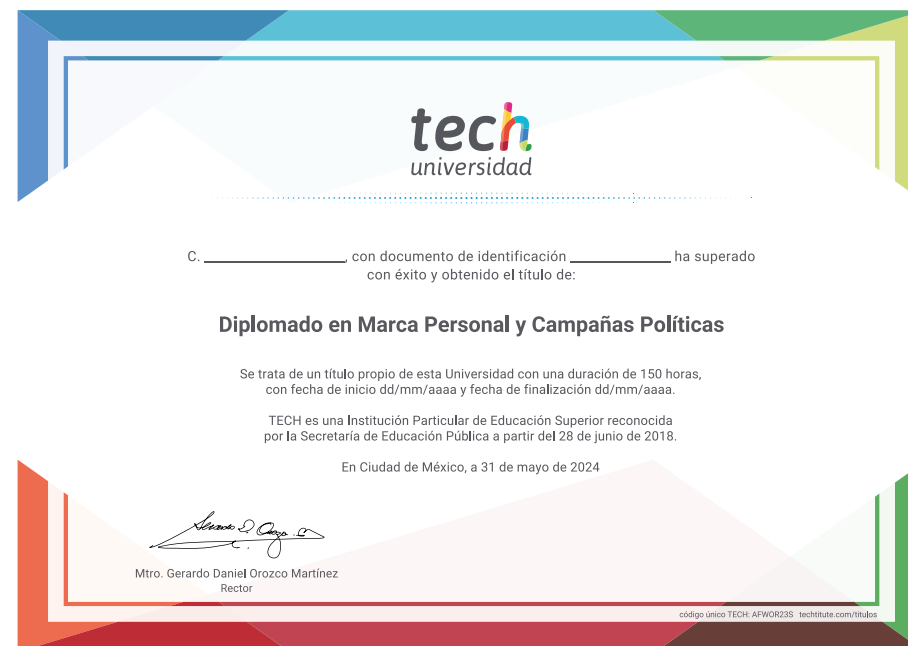 tech
universidad
C. ____________, con documento de identificación ____________ ha superado
con éxito y obtenido el título de:
Diplomado en Marca Personal y Campañas Políticas
Se trata de un título propio de esta Universidad con una duración de 150 horas,
con fecha de inicio dd/mm/aaaa y fecha de finalización dd/mm/aaaa.
TECH es una Institución Particular de Educación Superior reconocida
por la Secretaría de Educación Pública a partir del 28 de junio de 2018.
En Ciudad de México, a 31 de mayo de 2024
Mtro. Gerardo Daniel Orozco Martínez
Rector
código único TECH: AFWOR23S techtitute.com/titulos